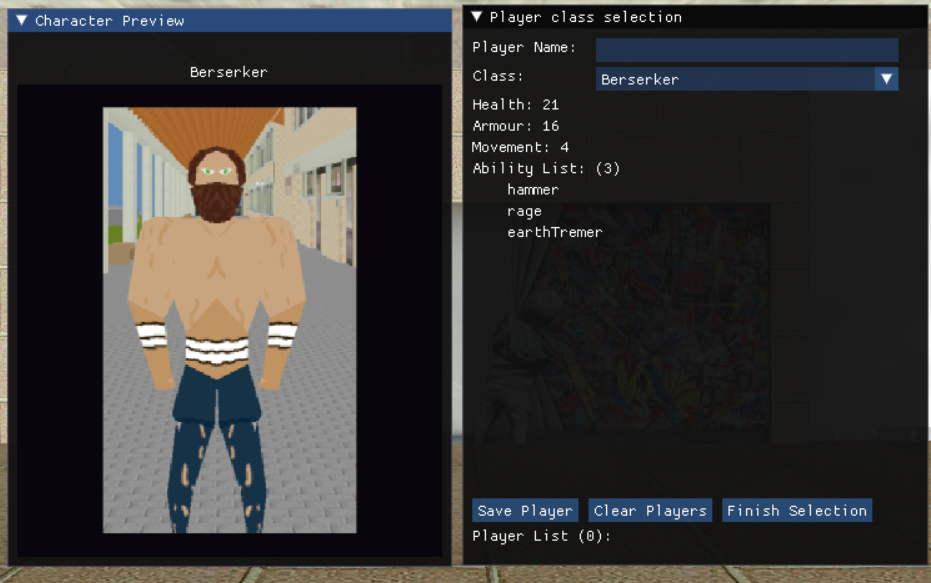 Character Preview
Berserker
Player class selection
Player Name:
Class: Berserker
Health: 21
Armour: 16
Movement: 4
Ability List: (3)
hammer
rage
earthTremer
Save Player Clear Players Finish Selection
Player List (0):